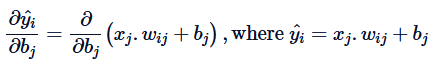 ∂ŷᵢ/∂bⱼ = ∂/∂bⱼ (xⱼ. wᵢⱼ + bⱼ) , where ŷᵢ = xⱼ. wᵢⱼ + bⱼ